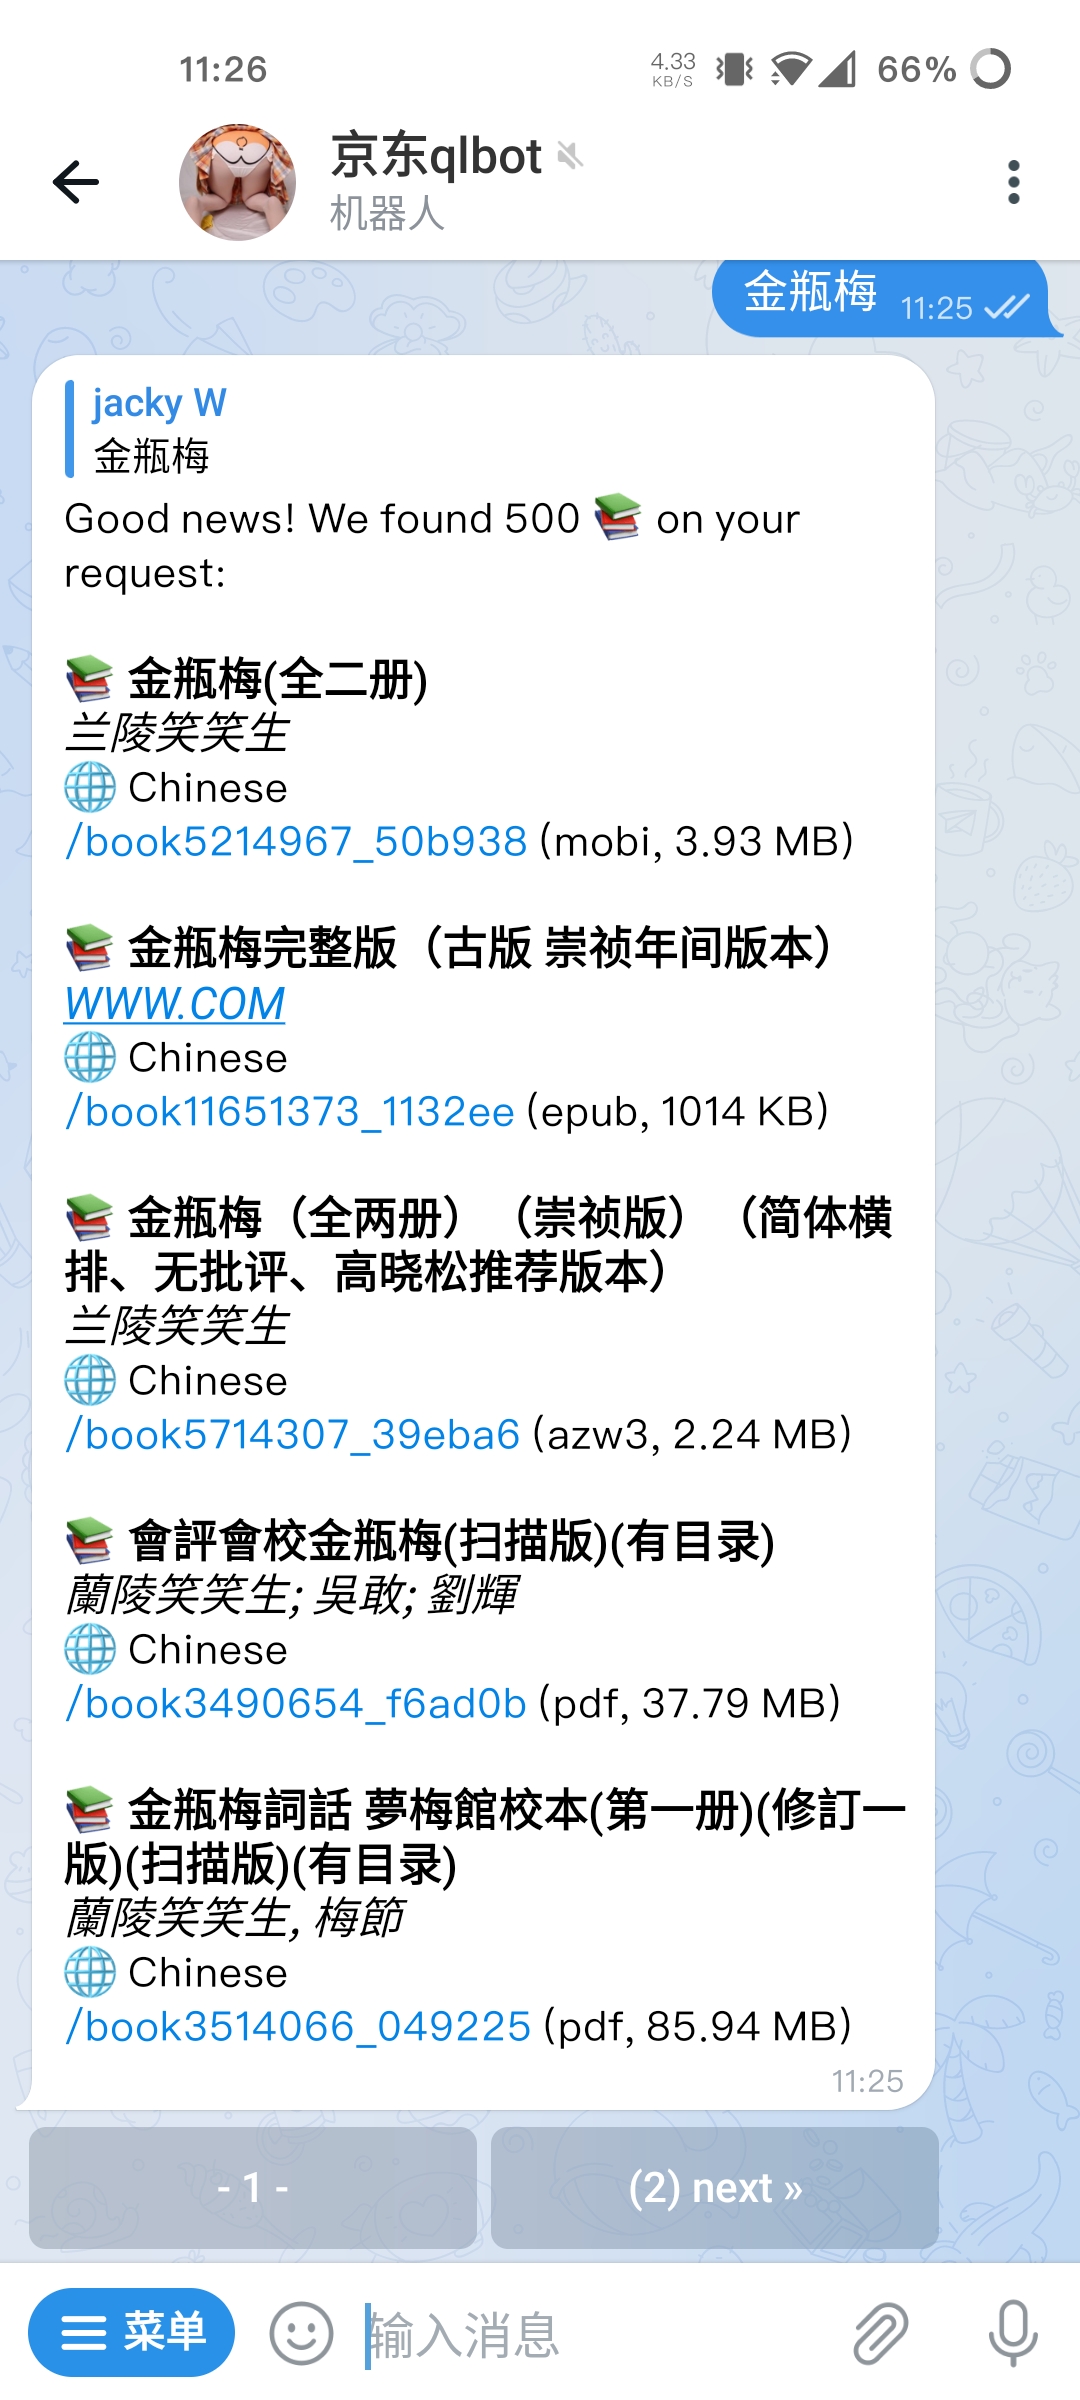 11:26
4.33
KB/S
66%
京东qlbot
机器人
金瓶梅
11:25
jacky W
金瓶梅
Good news! We found 500 📚 on your
request:
📚 金瓶梅(全二册)
兰陵笑笑生
🌐 Chinese
/book5214967_50b938 (mobi, 3.93 MB)
📚 金瓶梅完整版（古版 崇祯年间版本）
WWW.COM
🌐 Chinese
/book11651373_1132ee (epub, 1014 KB)
📚 金瓶梅（全两册）（崇祯版）（简体横
排、无批评、高晓松推荐版本）
兰陵笑笑生
🌐 Chinese
/book5714307_39eba6 (azw3, 2.24 MB)
📚 會評會校金瓶梅(扫描版)(有目录)
蘭陵笑笑生; 吳敢; 劉輝
🌐 Chinese
/book3490654_f6ad0b (pdf, 37.79 MB)
📚 金瓶梅詞話 夢梅館校本(第一册)(修訂一
版)(扫描版)(有目录)
蘭陵笑笑生, 梅節
🌐 Chinese
/book3514066_049225 (pdf, 85.94 MB)
11:25
- 1 -
(2) next »
菜单
输入消息